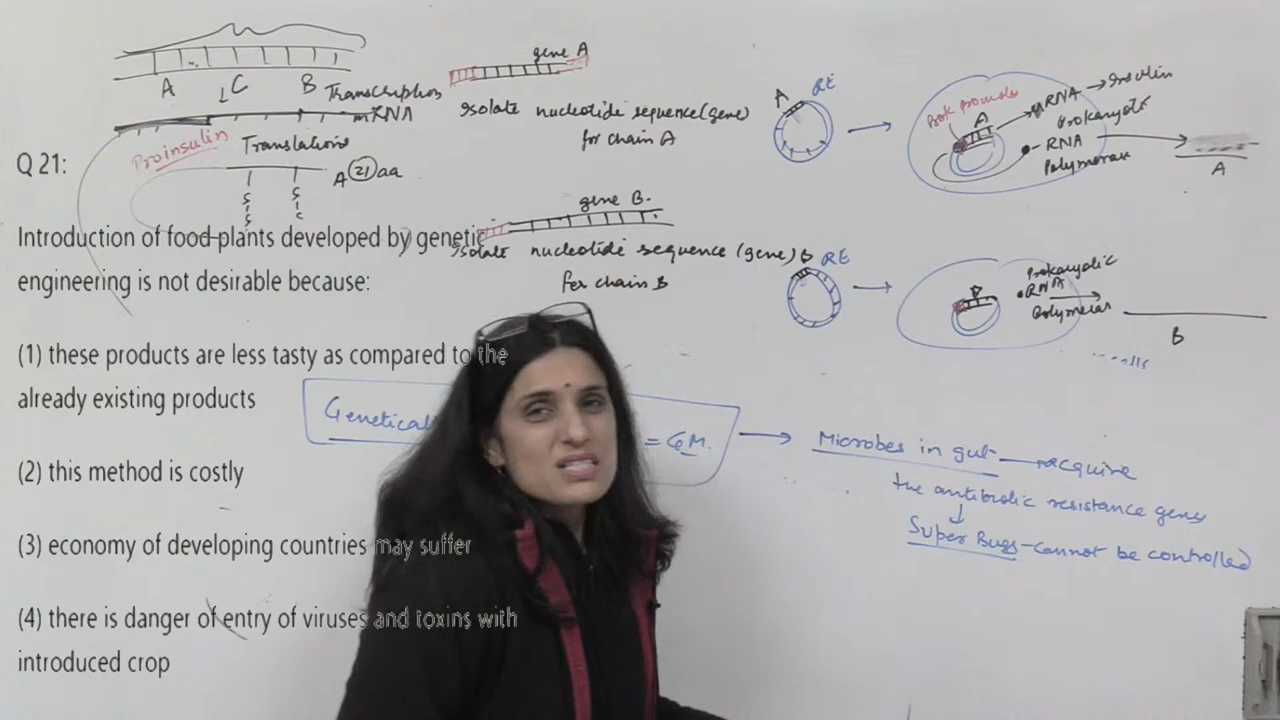 A C B
Transcription
mRNA
Proinsulin
Translation
A 21 aa
S S
S C
gene A
Isolate nucleotide sequence (gene)
for chain A
A RE
Prok promoter
A
mRNA → Insulin
Prokaryotic
RNA
Polymerase
A
gene B.
Isolate nucleotide sequence (gene) B
For chain B
RE
Prokaryotic
RNA
B
Q 21:
Introduction of food plants developed by genetic
engineering is not desirable because:
(1) these products are less tasty as compared to the
already existing products
(2) this method is costly
(3) economy of developing countries may suffer
(4) there is danger of entry of viruses and toxins with
introduced crop
= GM.
Microbes in gut → acquire
the antibiotic resistance genes
↓
Super Bugs - cannot be controlled